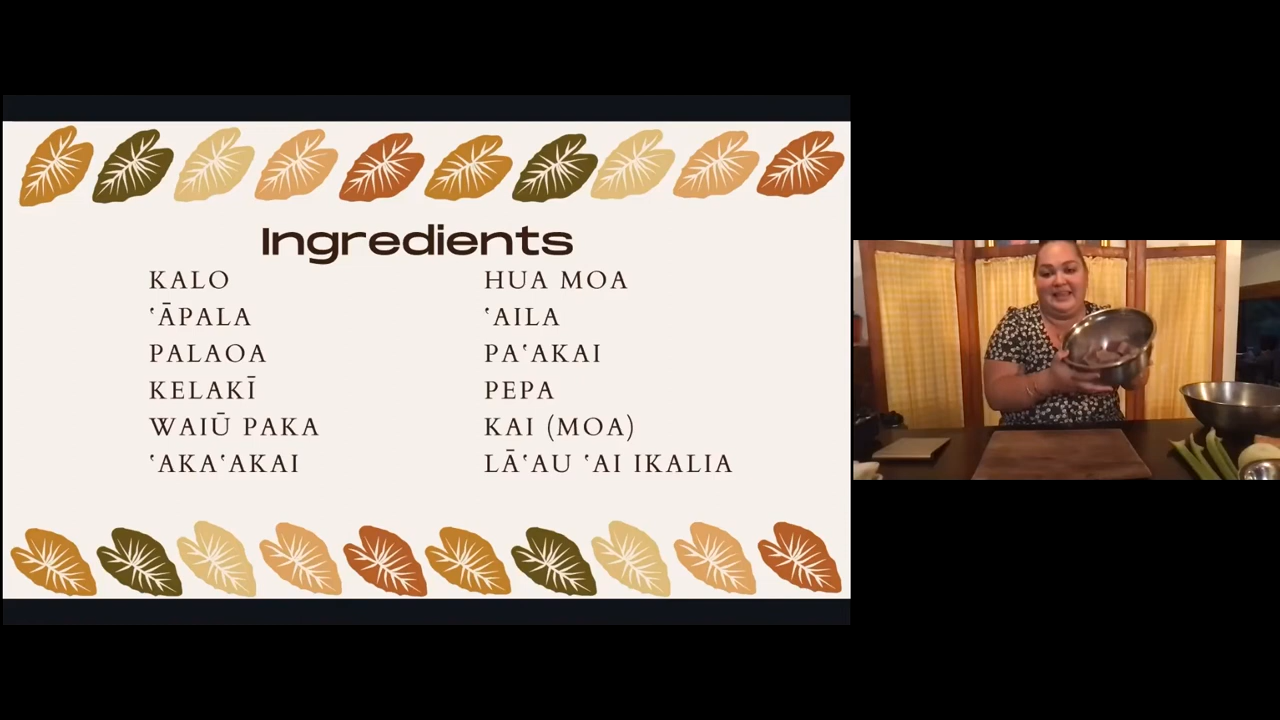 Ingredients
KALO
ʻĀPALA
PALAOA
KELAKĪ
WAIŪ PAKA
ʻAKAʻAKAI
HUA MOA
ʻAILA
PAʻAKAI
PEPA
KAI (MOA)
LĀʻAU ʻAI IKALIA